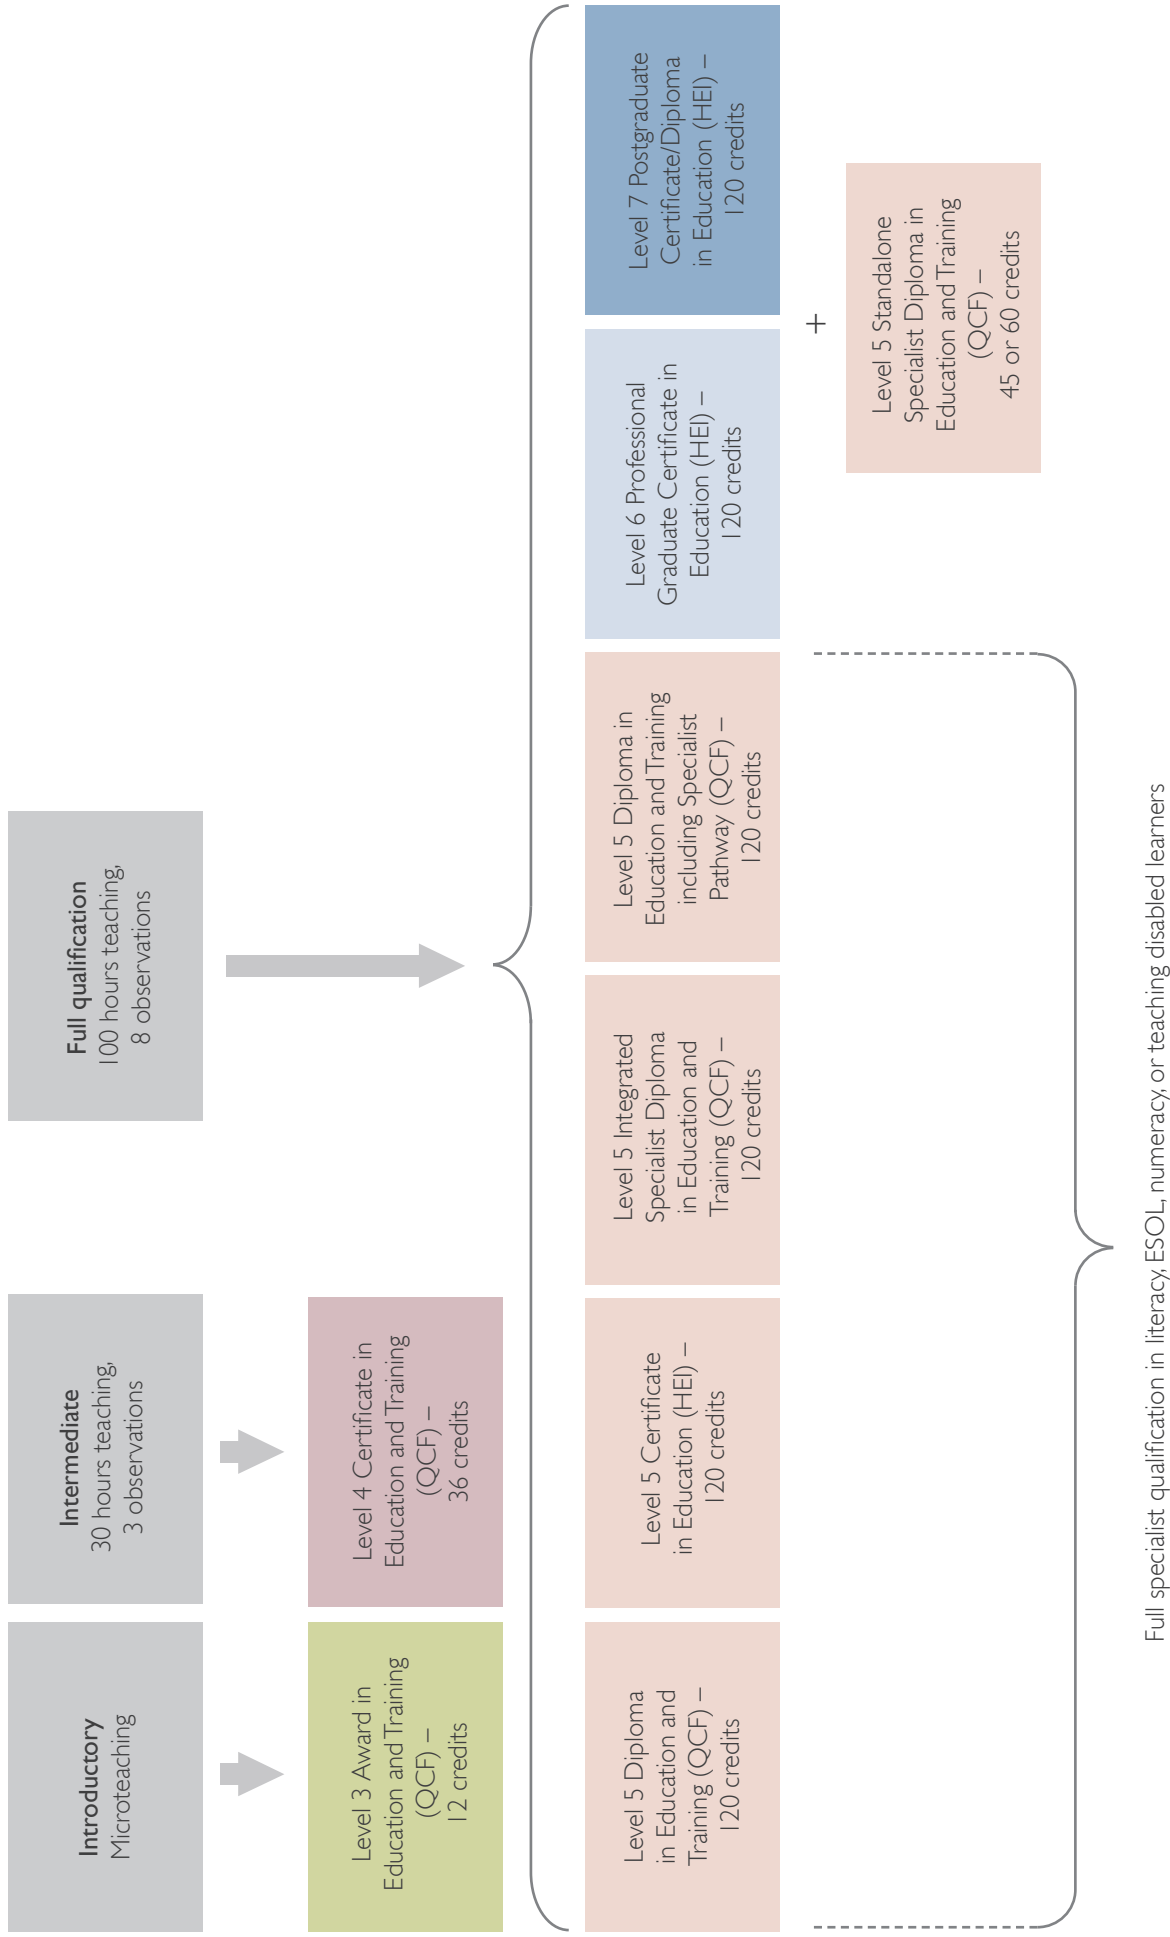 Introductory
Microteaching
Intermediate
30 hours teaching,
3 observations
Full qualification
100 hours teaching,
8 observations
Level 3 Award in
Education and Training
(QCF) –
12 credits
Level 4 Certificate in
Education and Training
(QCF) –
36 credits
Level 5 Diploma
in Education and
Training (QCF) –
120 credits
Level 5 Certificate
in Education (HEI) –
120 credits
Level 5 Integrated
Specialist Diploma
in Education and
Training (QCF) –
120 credits
Level 5 Diploma in
Education and Training
including Specialist
Pathway (QCF) –
120 credits
Level 6 Professional
Graduate Certificate in
Education (HEI) –
120 credits
Level 7 Postgraduate
Certificate/Diploma
in Education (HEI) –
120 credits
+
Level 5 Standalone
Specialist Diploma in
Education and Training
(QCF) –
45 or 60 credits
Full specialist qualification in literacy, ESOL, numeracy, or teaching disabled learners